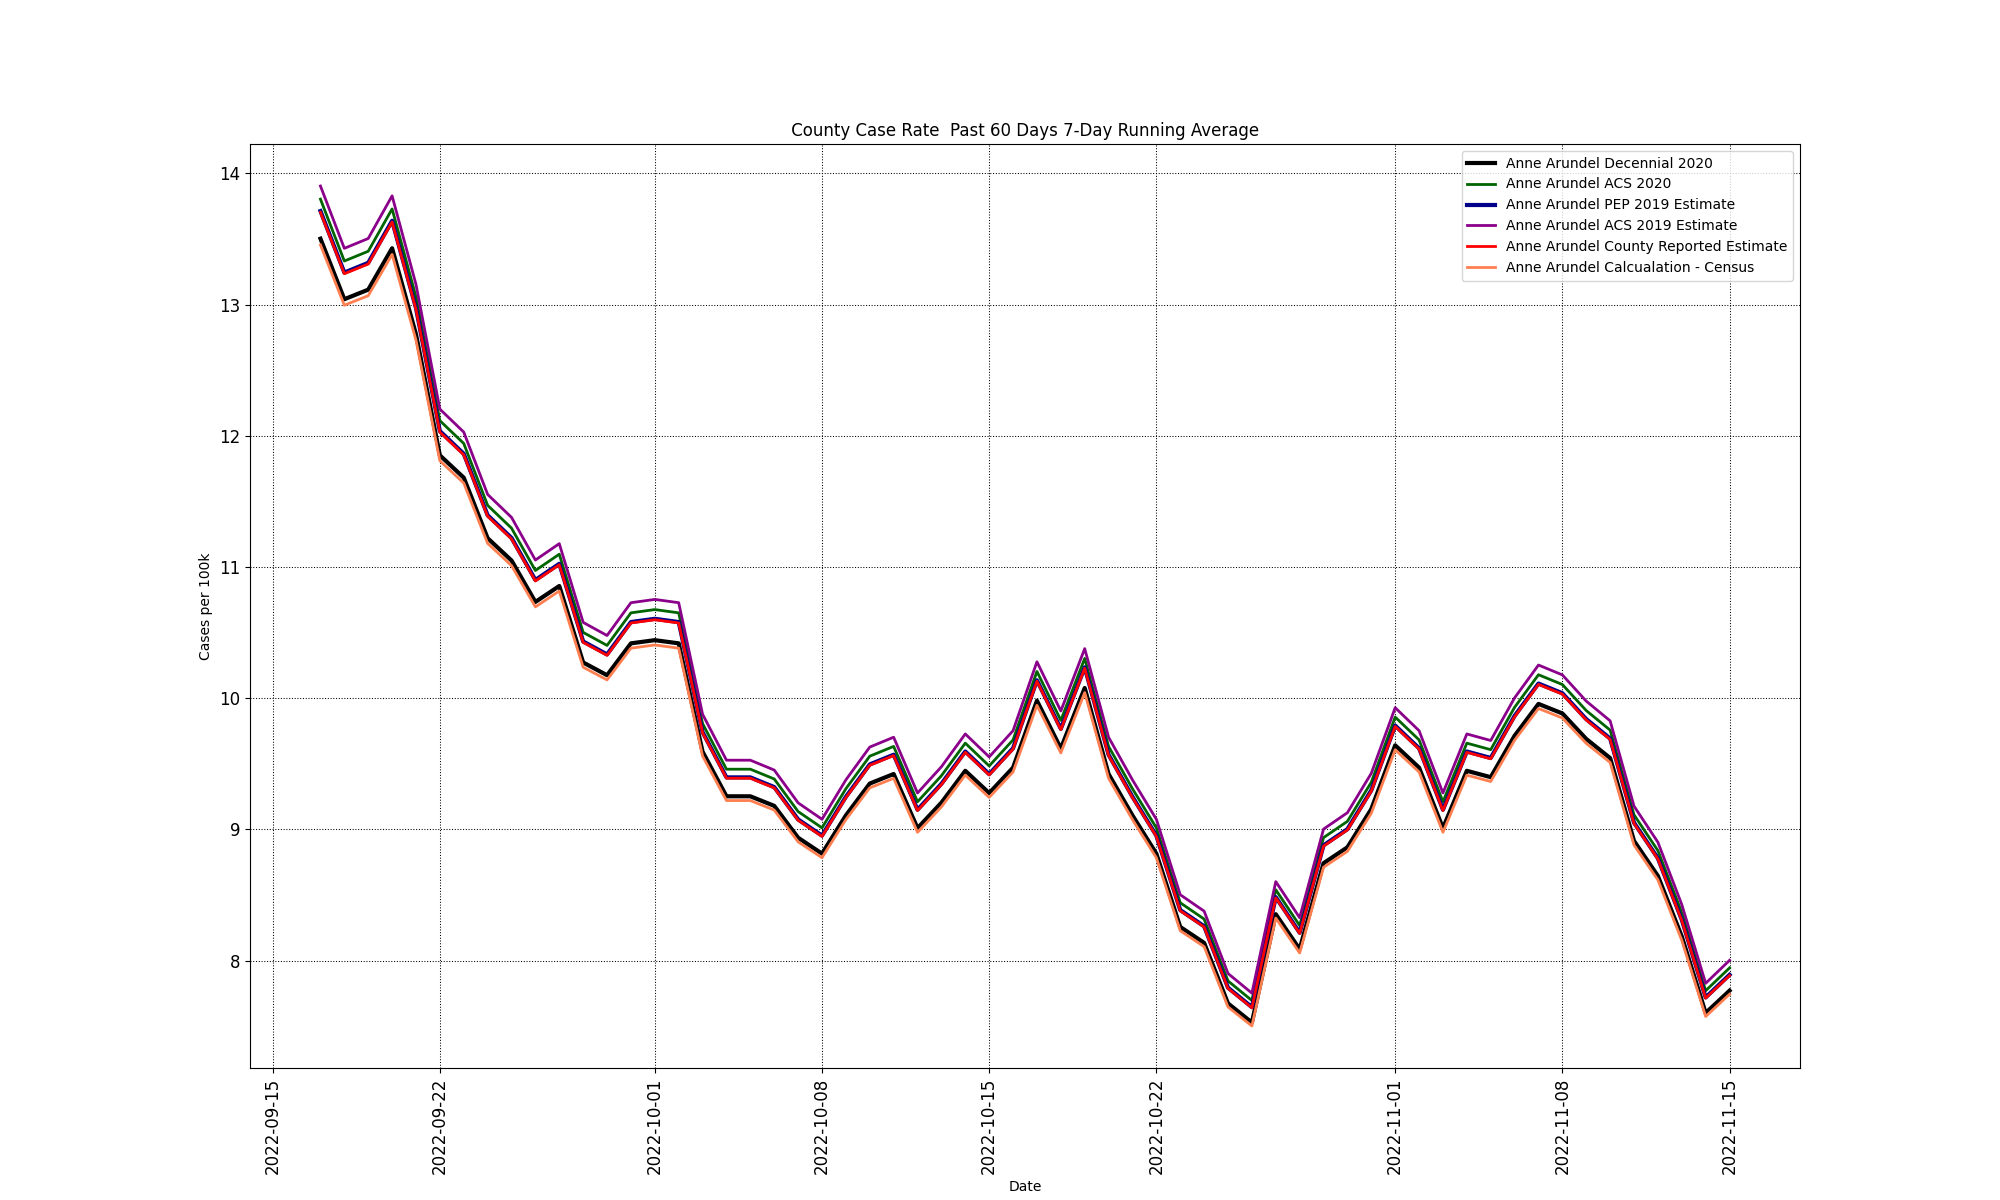 County Case Rate  Past 60 Days 7-Day Running Average
Anne Arundel Decennial 2020
Anne Arundel ACS 2020
Anne Arundel PEP 2019 Estimate
Anne Arundel ACS 2019 Estimate
Anne Arundel County Reported Estimate
Anne Arundel Calcualation - Census
Cases per 100k
14
13
12
11
10
9
8
2022-09-15
2022-09-22
2022-10-01
2022-10-08
2022-10-15
2022-10-22
2022-11-01
2022-11-08
2022-11-15
Date